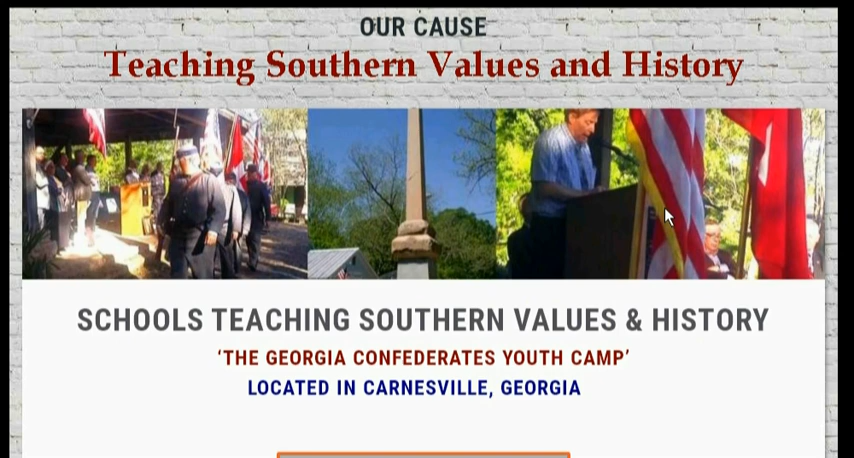 OUR CAUSE
Teaching Southern Values and History
SCHOOLS TEACHING SOUTHERN VALUES & HISTORY
‘THE GEORGIA CONFEDERATES YOUTH CAMP’
LOCATED IN CARNESVILLE, GEORGIA